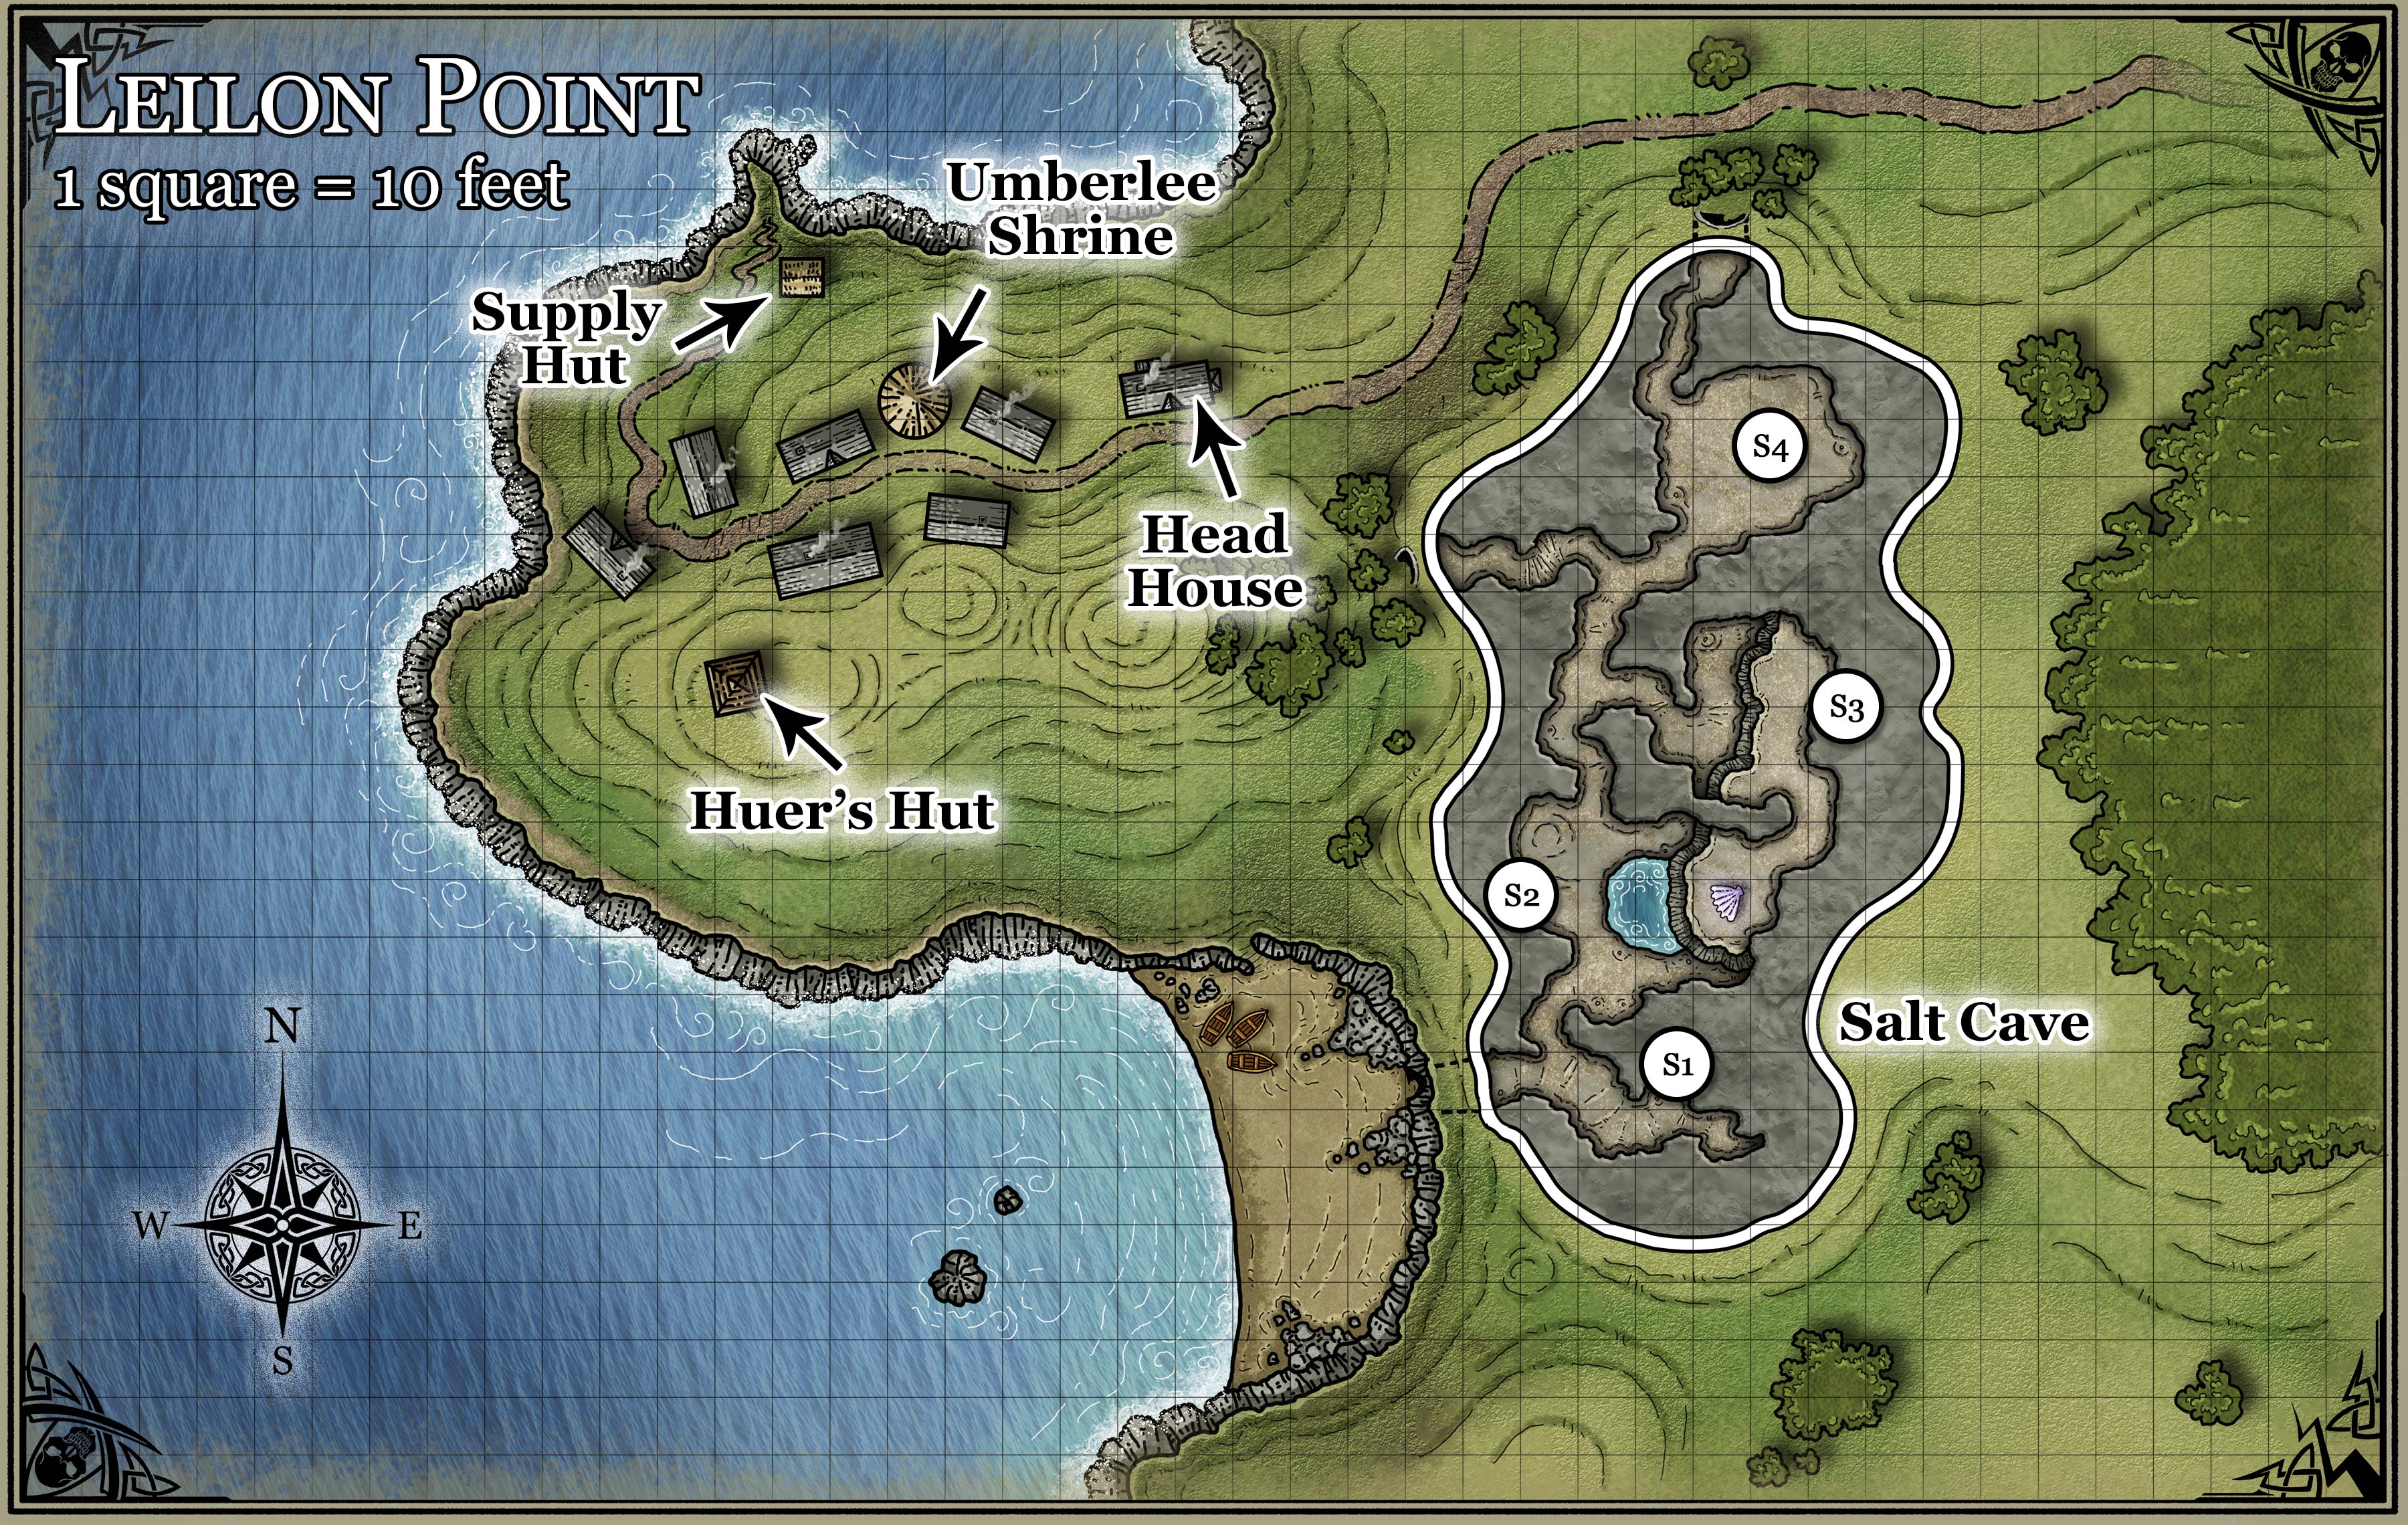 Leilon Point
1 square = 10 feet
Umberlee
Shrine
Supply
Hut
S4
Head
House
S3
Huer's Hut
S2
Salt Cave
S1
N
W
E
S